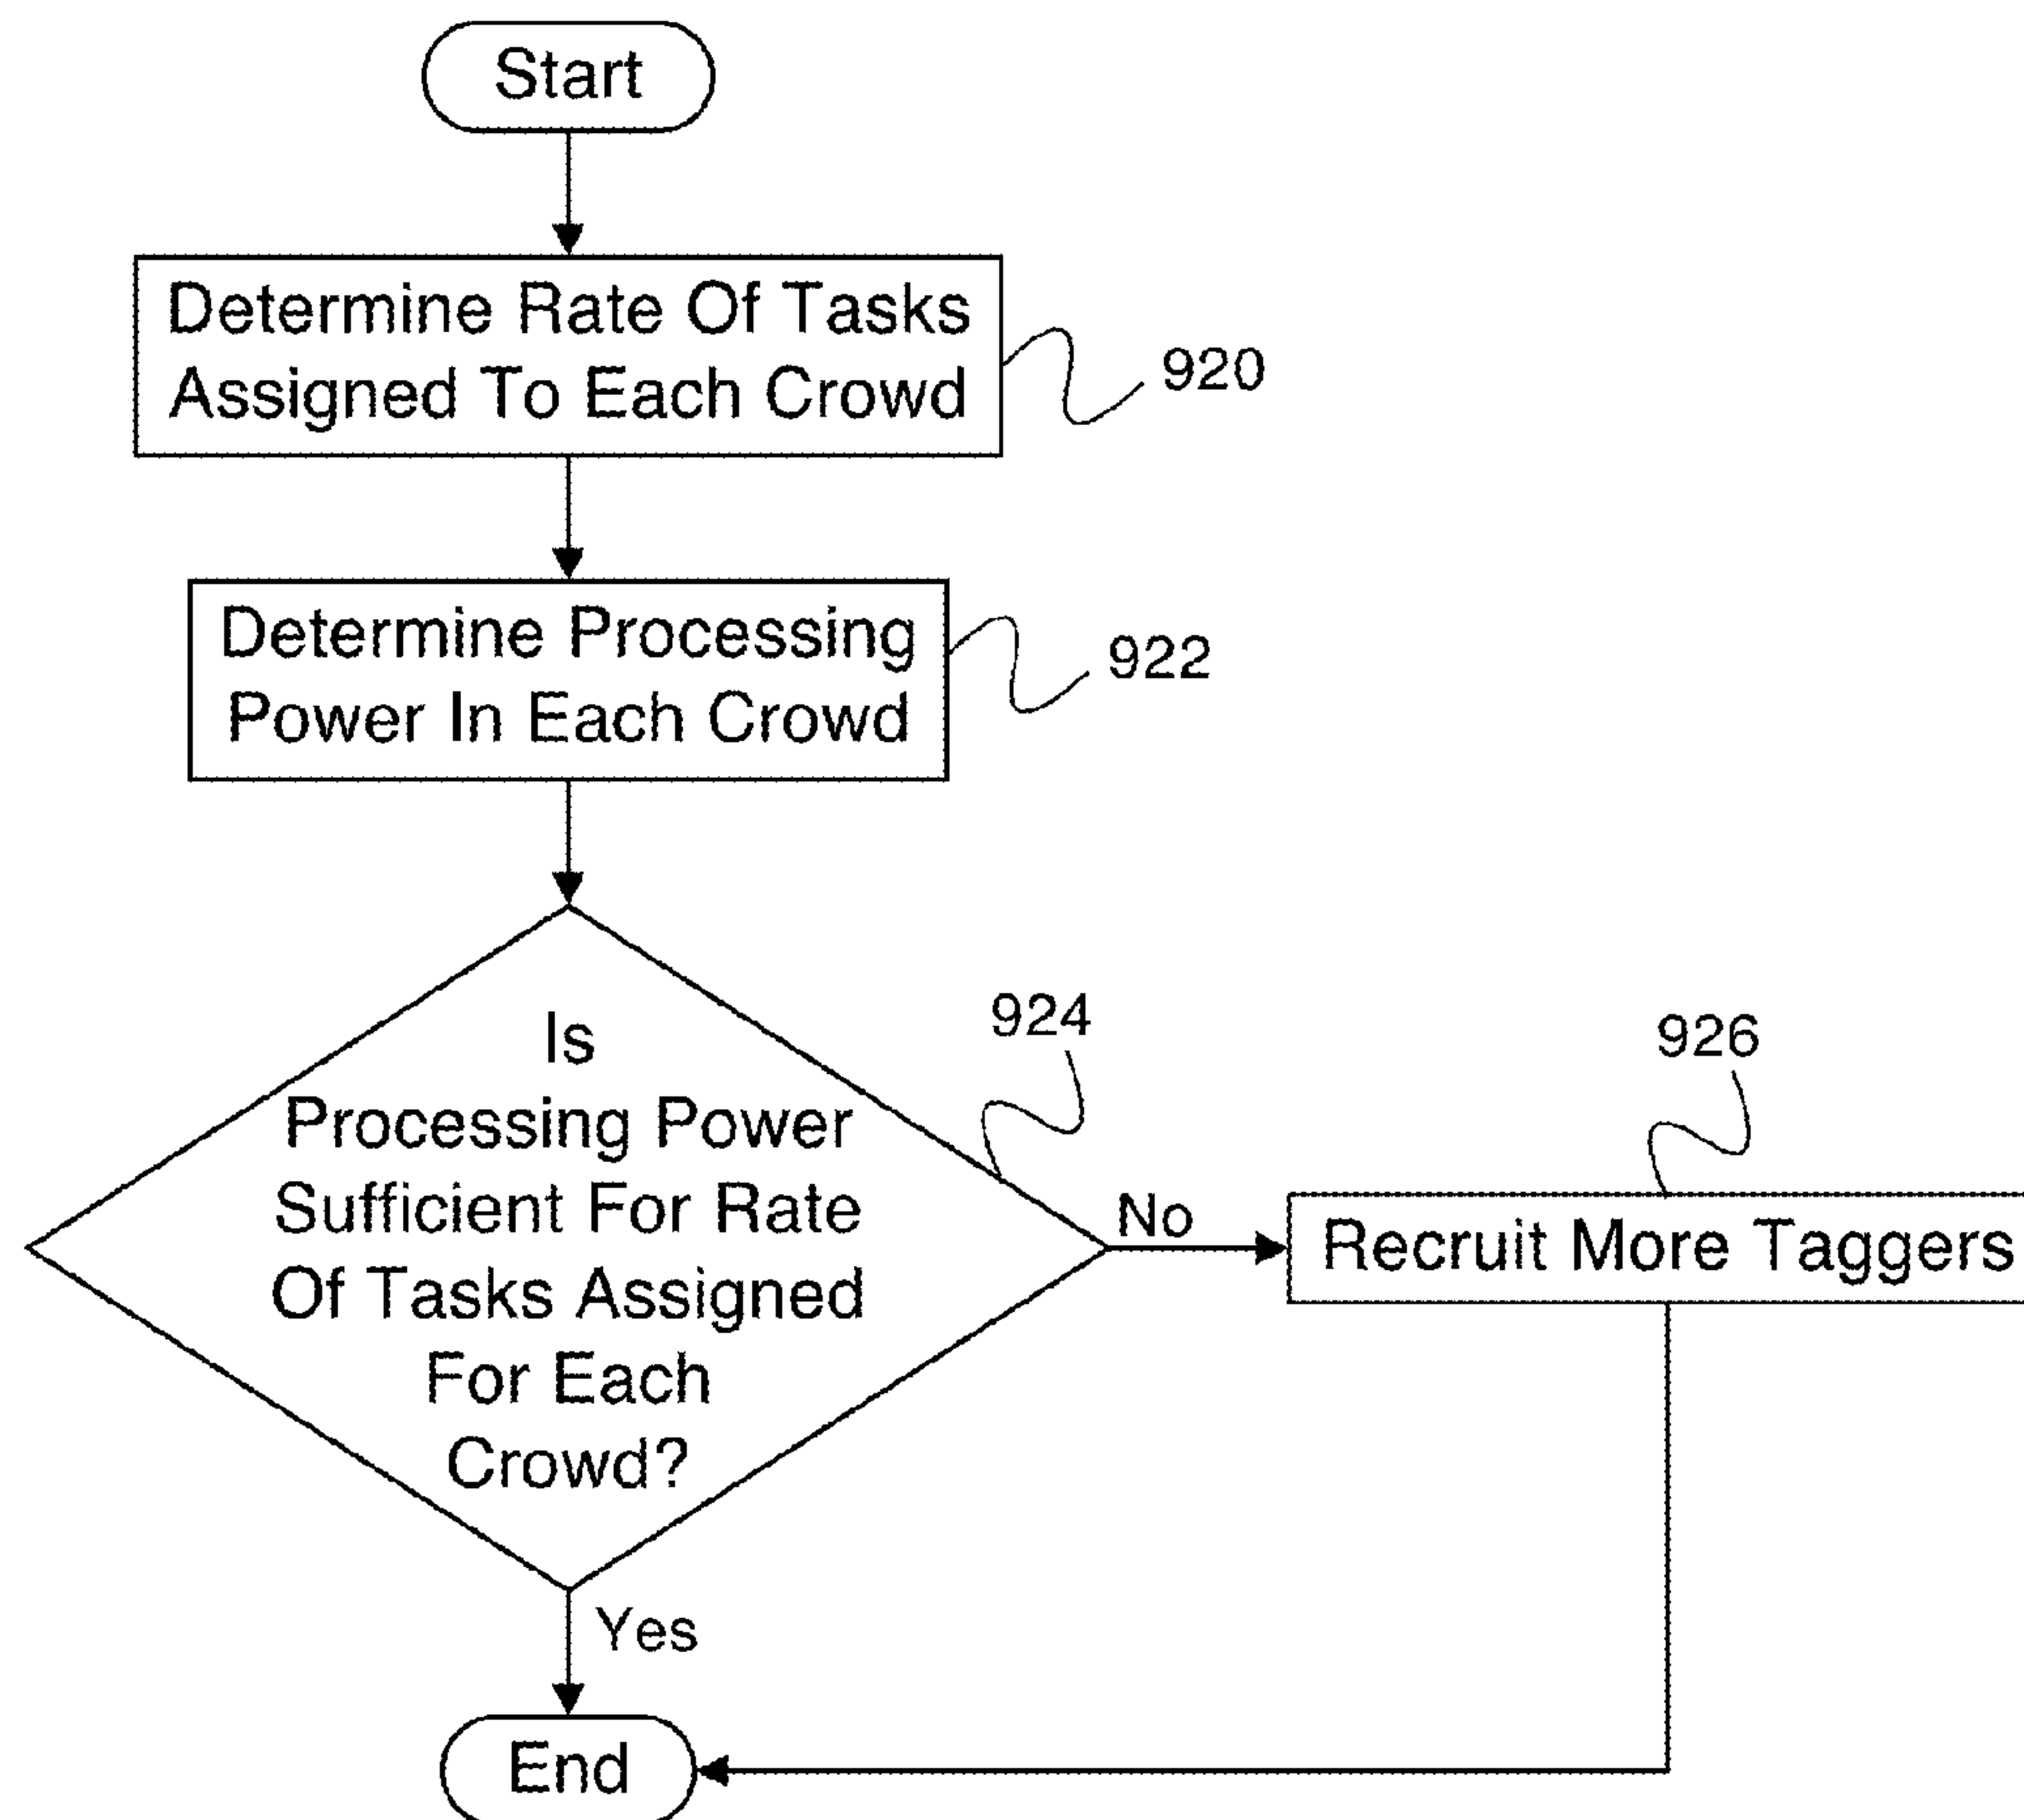 Start
Determine Rate Of Tasks
Assigned To Each Crowd
920
Determine Processing
Power In Each Crowd
922
Is
Processing Power
Sufficient For Rate
Of Tasks Assigned
For Each
Crowd?
924
No
926
Recruit More Taggers
Yes
End